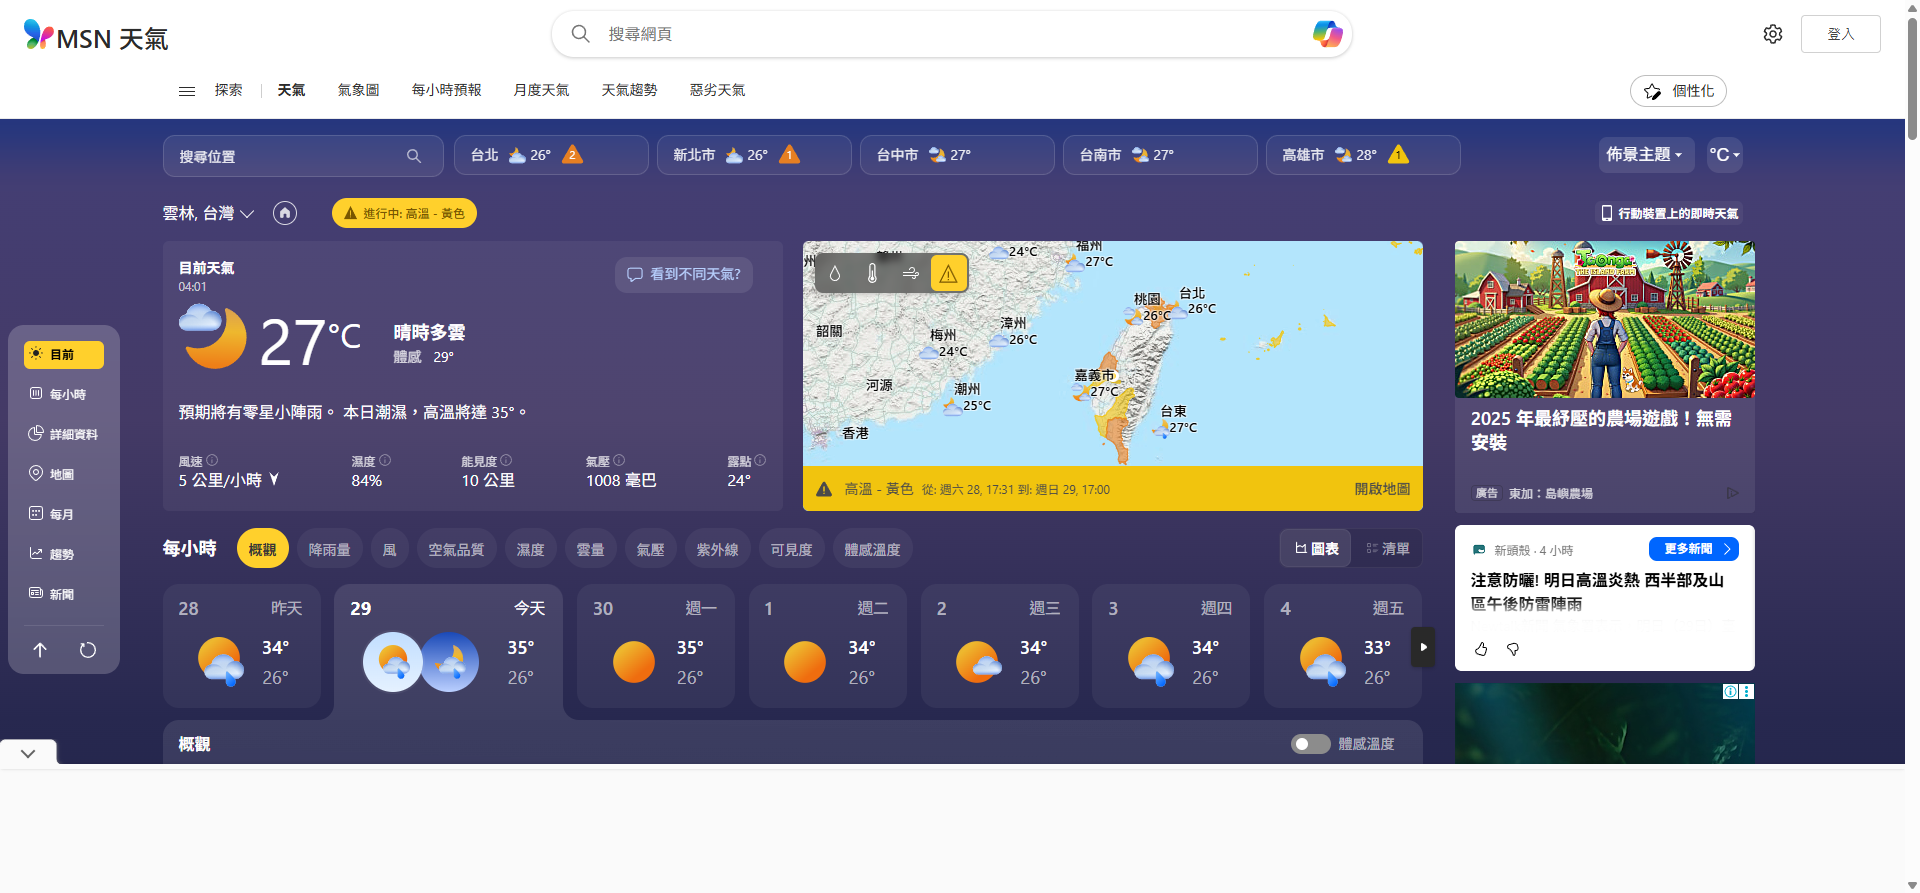 MSN 天氣
搜尋網頁
登入
探索
天氣
氣象圖
每小時預報
月度天氣
天氣趨勢
惡劣天氣
個性化
搜尋位置
台北 26° 2
新北市 26° 1
台中市 27°
台南市 27°
高雄市 28° 1
佈景主題
°C
雲林, 台灣
進行中: 高溫 - 黃色
行動裝置上的即時天氣
目前天氣
04:01
看到不同天氣?
27°C
晴時多雲
體感 29°
預期將有零星小陣雨。 本日潮濕，高溫將達 35°。
風速
5 公里/小時
濕度
84%
能見度
10 公里
氣壓
1008 毫巴
露點
24°
目前
每小時
詳細資料
地圖
每月
趨勢
新聞
24°C
福州
27°C
韶關
梅州
24°C
漳州
26°C
桃園
26°C
台北
26°C
河源
潮州
25°C
嘉義市
27°C
台東
27°C
香港
高溫 - 黃色 從: 週六 28, 17:31 到: 週日 29, 17:00
開啟地圖
Taonga
THE ISLAND FARM
2025 年最紓壓的農場遊戲！無需
安裝
廣告 東加：島嶼農場
每小時
概觀
降雨量
風
空氣品質
濕度
雲量
氣壓
紫外線
可見度
體感溫度
圖表
清單
28 昨天
34°
26°
29 今天
35°
26°
30 週一
35°
26°
1 週二
34°
26°
2 週三
34°
26°
3 週四
34°
26°
4 週五
33°
26°
新頭殼 · 4 小時
更多新聞
注意防曬! 明日高溫炎熱 西半部及山
區午後防雷陣雨
概觀
體感溫度